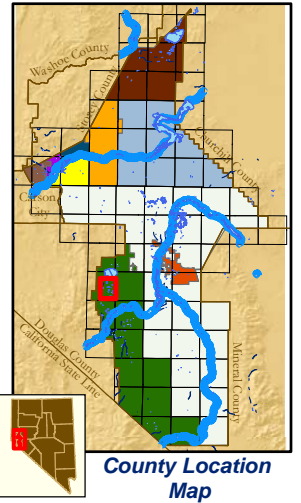 Washoe County
Storey County
Churchill County
Carson
City
Douglas County
California State Line
Mineral County
County Location
Map